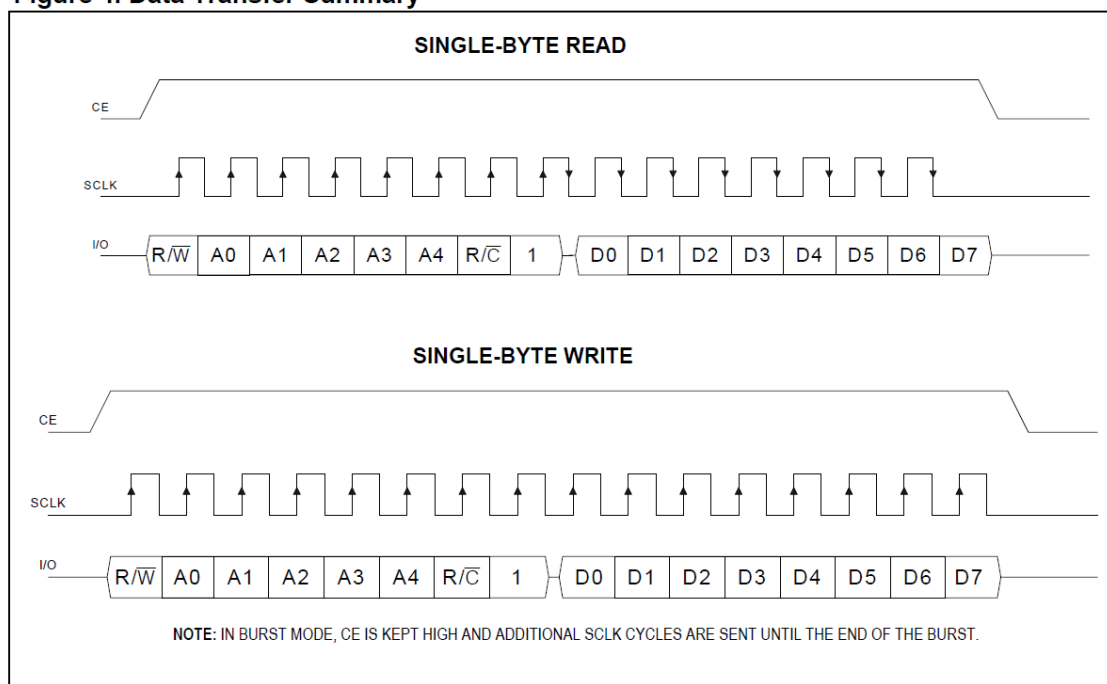 Figure 4. Data Transfer Summary
SINGLE-BYTE READ
CE
SCLK
I/O R/W̅ A0 A1 A2 A3 A4 R/C̅ 1 D0 D1 D2 D3 D4 D5 D6 D7
SINGLE-BYTE WRITE
CE
SCLK
I/O R/W̅ A0 A1 A2 A3 A4 R/C̅ 1 D0 D1 D2 D3 D4 D5 D6 D7
NOTE: IN BURST MODE, CE IS KEPT HIGH AND ADDITIONAL SCLK CYCLES ARE SENT UNTIL THE END OF THE BURST.